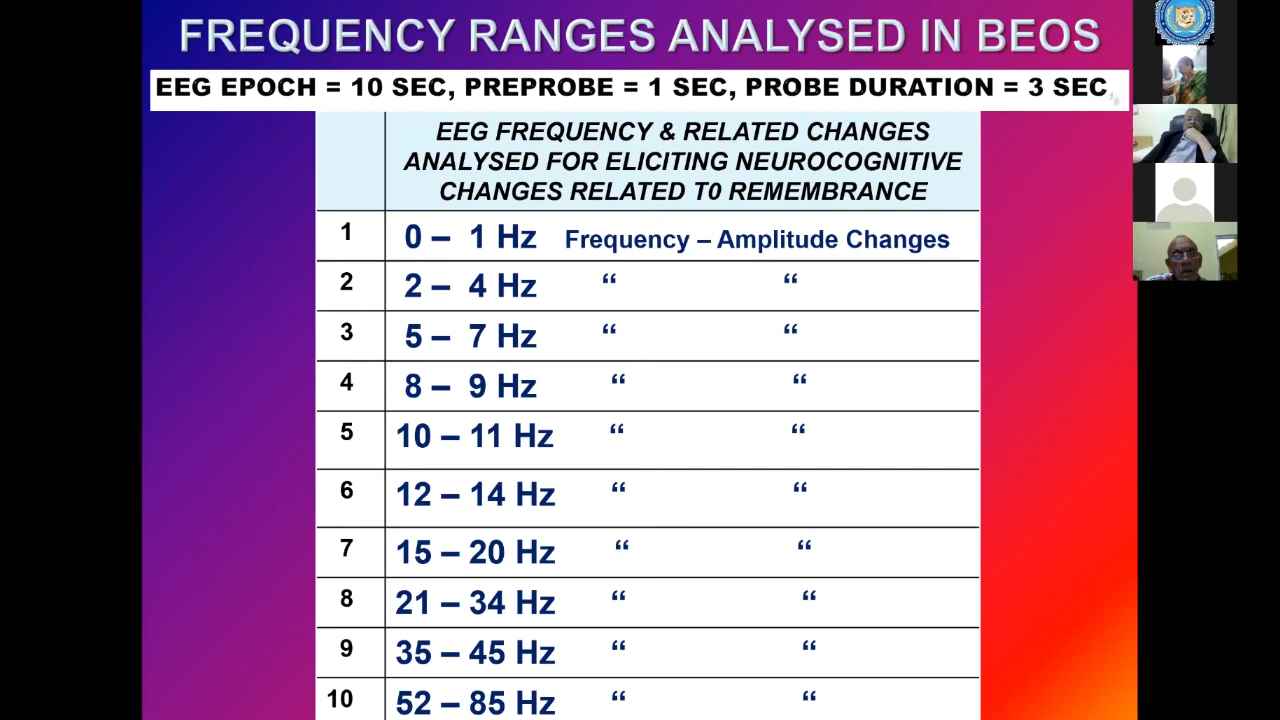 FREQUENCY RANGES ANALYSED IN BEOS
EEG EPOCH = 10 SEC, PREPROBE = 1 SEC, PROBE DURATION = 3 SEC,
EEG FREQUENCY & RELATED CHANGES
ANALYSED FOR ELICITING NEUROCOGNITIVE
CHANGES RELATED T0 REMEMBRANCE
1 0 – 1 Hz Frequency – Amplitude Changes
2 2 – 4 Hz “ “
3 5 – 7 Hz “ “
4 8 – 9 Hz “ “
5 10 – 11 Hz “ “
6 12 – 14 Hz “ “
7 15 – 20 Hz “ “
8 21 – 34 Hz “ “
9 35 – 45 Hz “ “
10 52 – 85 Hz “ “